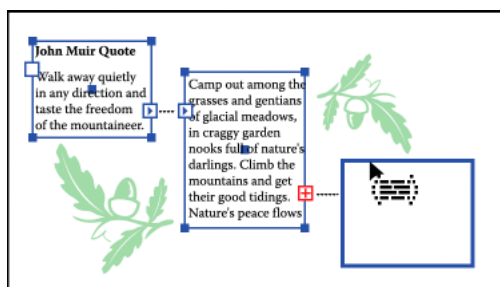 John Muir Quote
Walk away quietly
in any direction and
taste the freedom
of the mountaineer.
Camp out among the
grasses and gentians
of glacial meadows,
in craggy garden
nooks full of nature's
darlings. Climb the
mountains and get
their good tidings.
Nature's peace flows